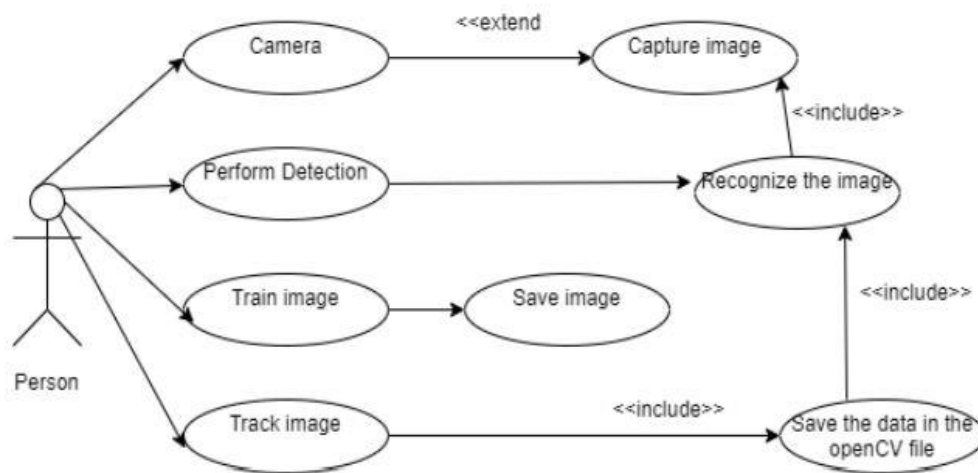 <<extend
Camera
Capture image
<<include>>
Perform Detection
Recognize the image
Train image
Save image
<<include>>
Person
Track image
<<include>>
Save the data in the
openCV file